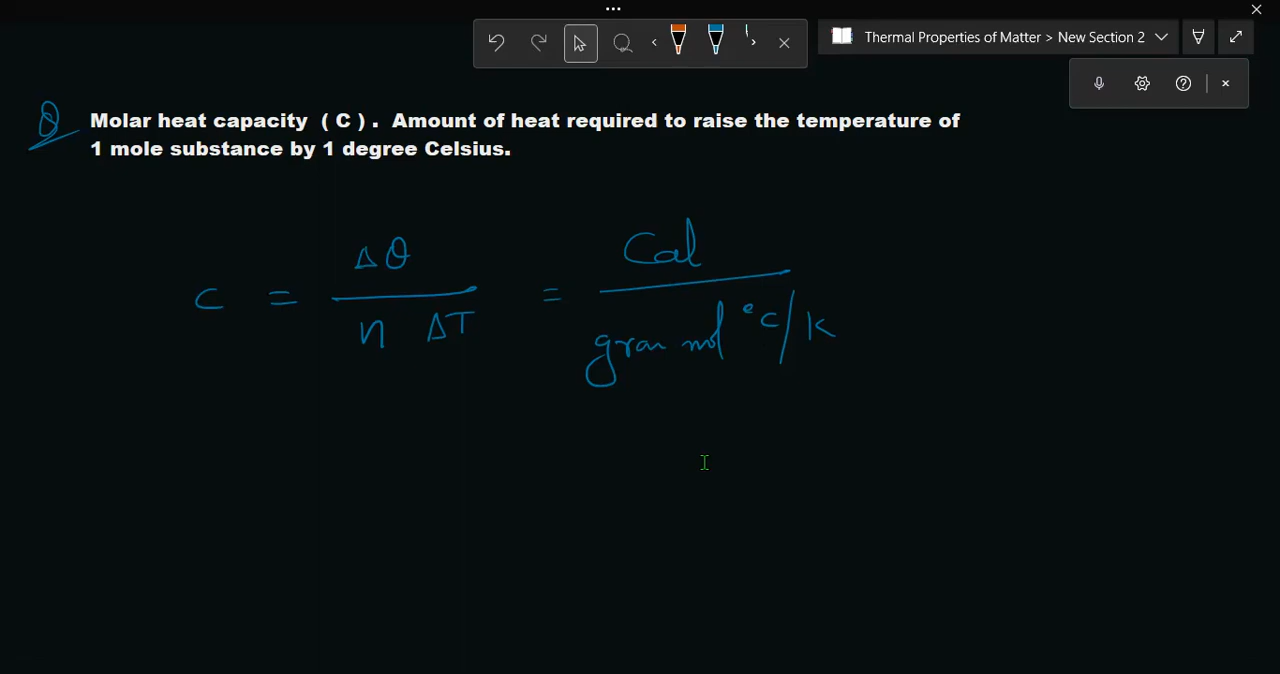 Thermal Properties of Matter > New Section 2
Q Molar heat capacity ( C ) . Amount of heat required to raise the temperature of
1 mole substance by 1 degree Celsius.
C = Δθ / n ΔT = Cal / gram mol °C/K